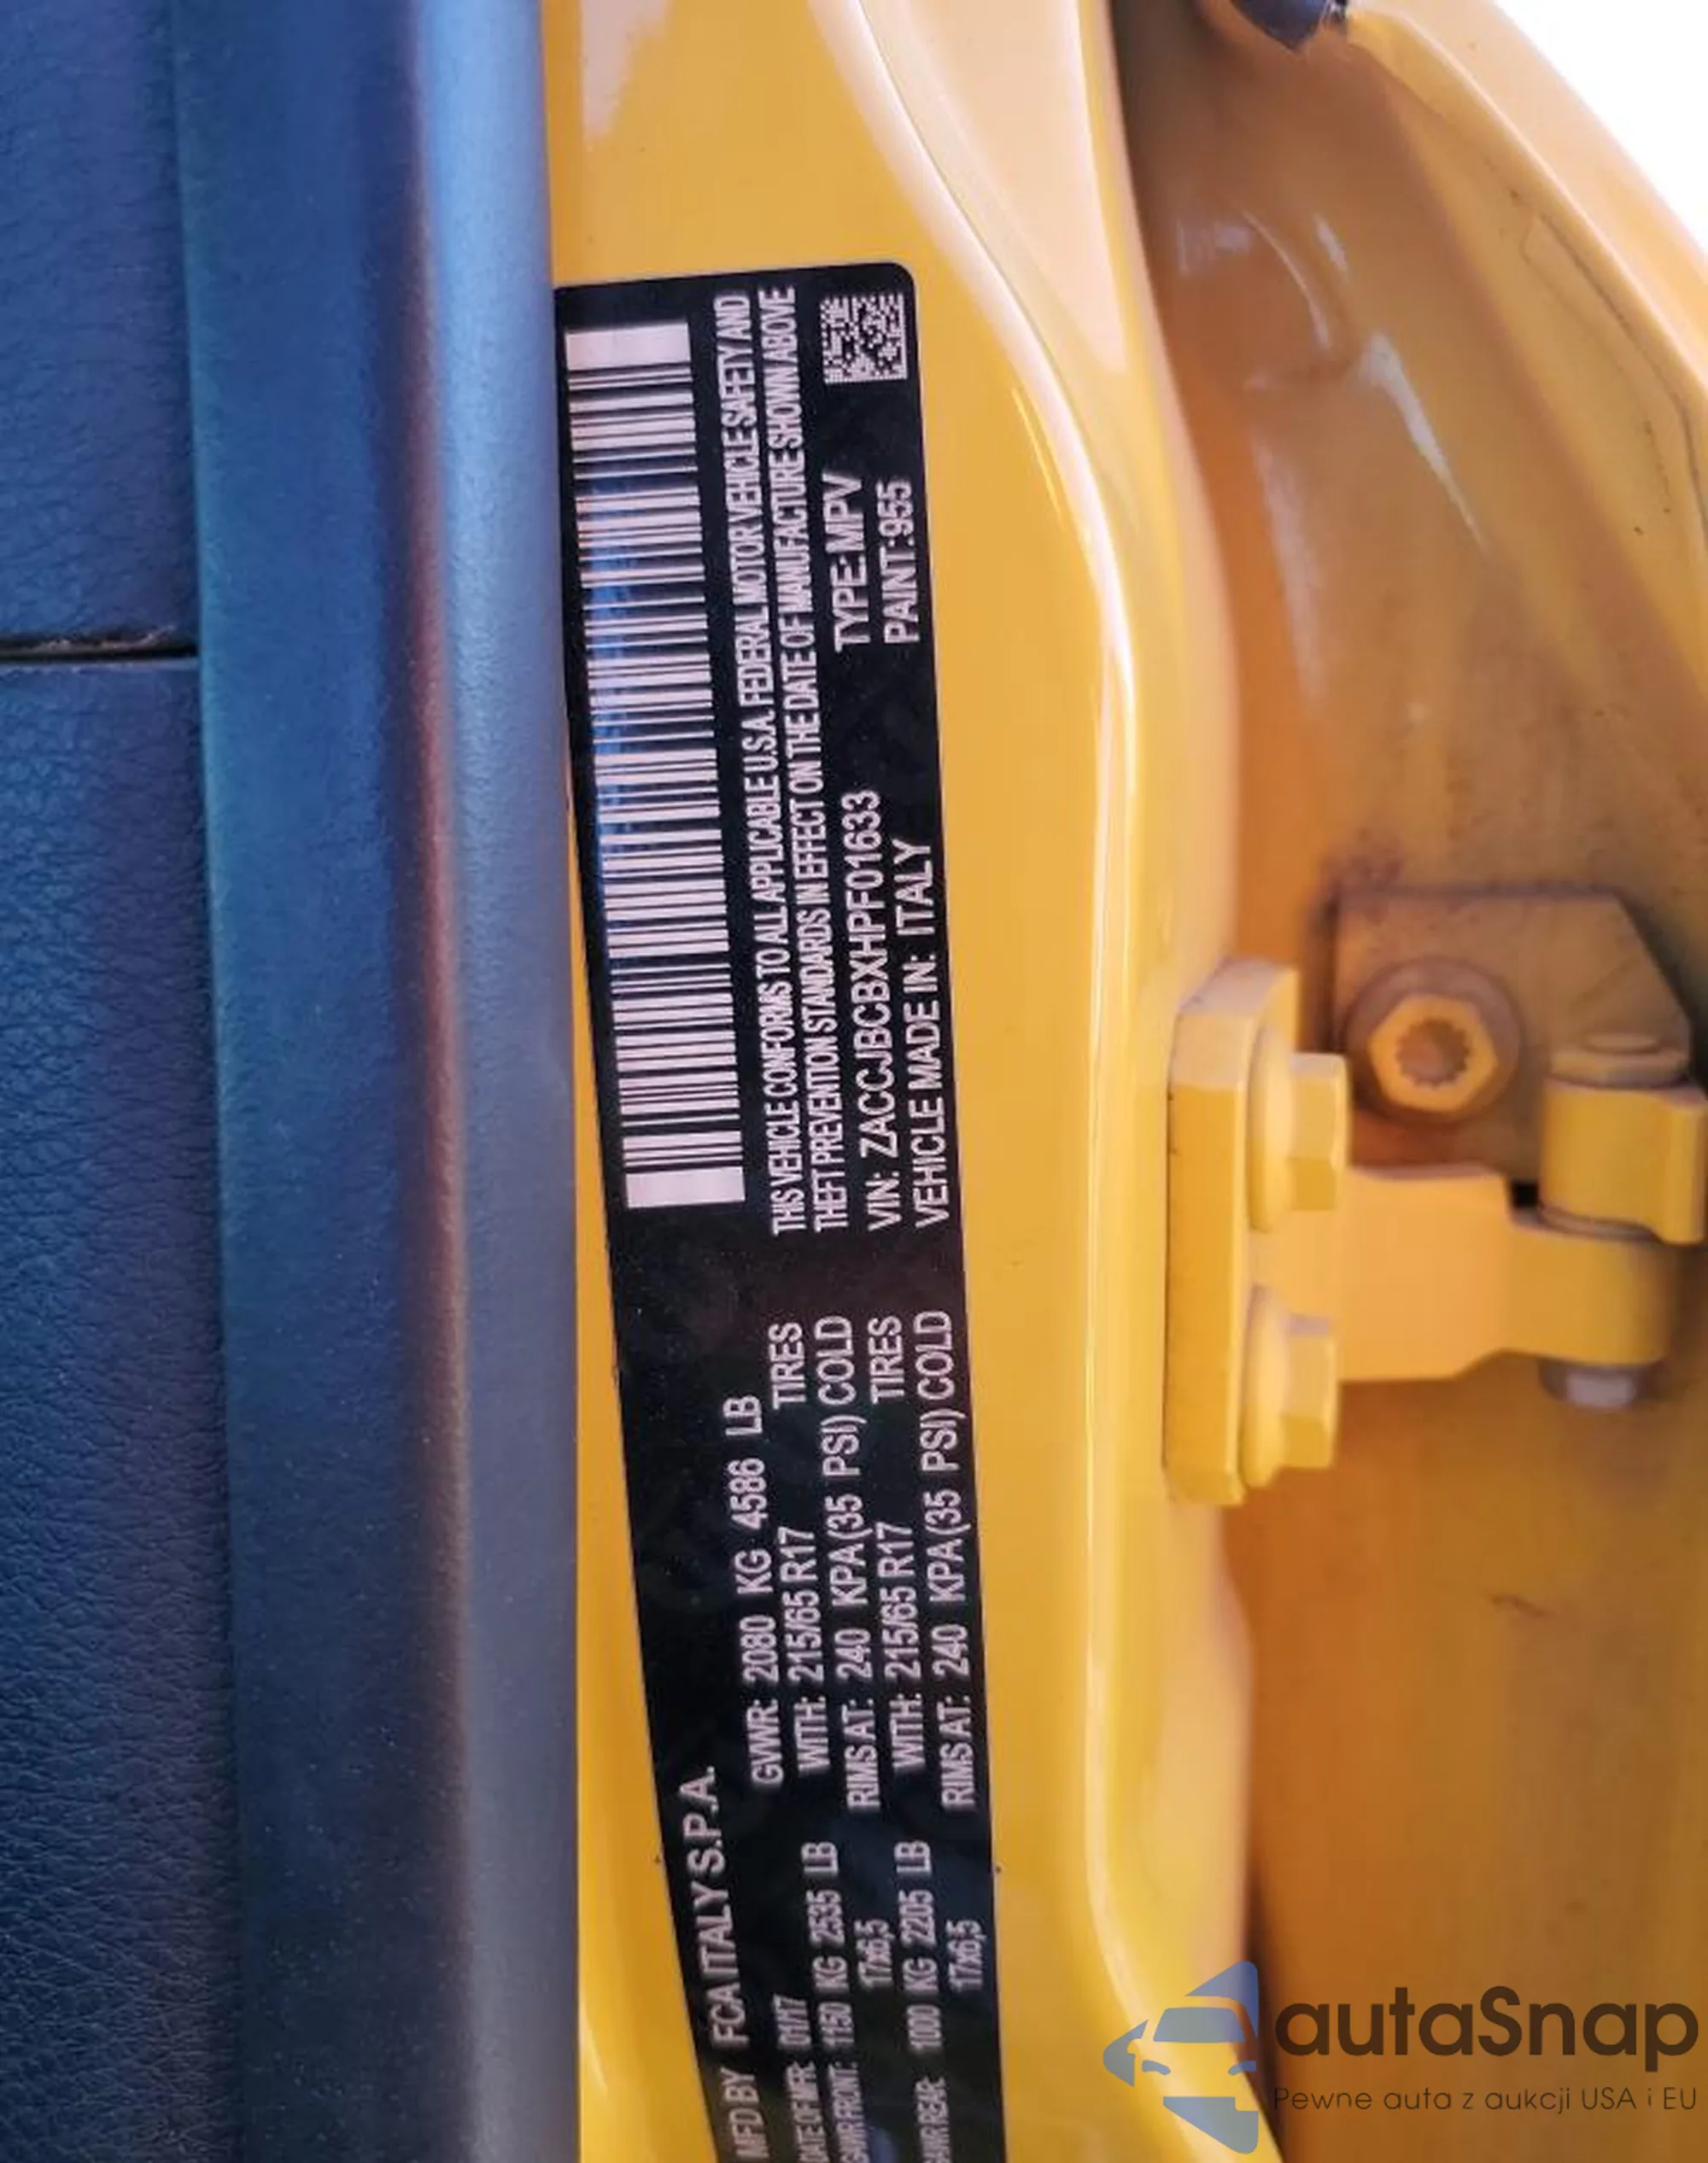 MFD BY FCA ITALY S.P.A.
DATE OF MFR: 01/17 GVWR: 2080 KG 4586 LB
GAWR FRONT: 1150 KG 2535 LB WITH: 215/65 R17 TIRES
17x6,5 RIMS AT: 240 KPA (35 PSI) COLD
GAWR REAR: 1000 KG 2205 LB WITH: 215/65 R17 TIRES
17x6,5 RIMS AT: 240 KPA (35 PSI) COLD
THIS VEHICLE CONFORMS TO ALL APPLICABLE U.S.A. FEDERAL MOTOR VEHICLE SAFETY AND
THEFT PREVENTION STANDARDS IN EFFECT ON THE DATE OF MANUFACTURE SHOWN ABOVE
VIN: ZACCJBCBXHPF01633 TYPE: MPV
VEHICLE MADE IN: ITALY PAINT:955
autaSnap
Pewne auta z aukcji USA i EU